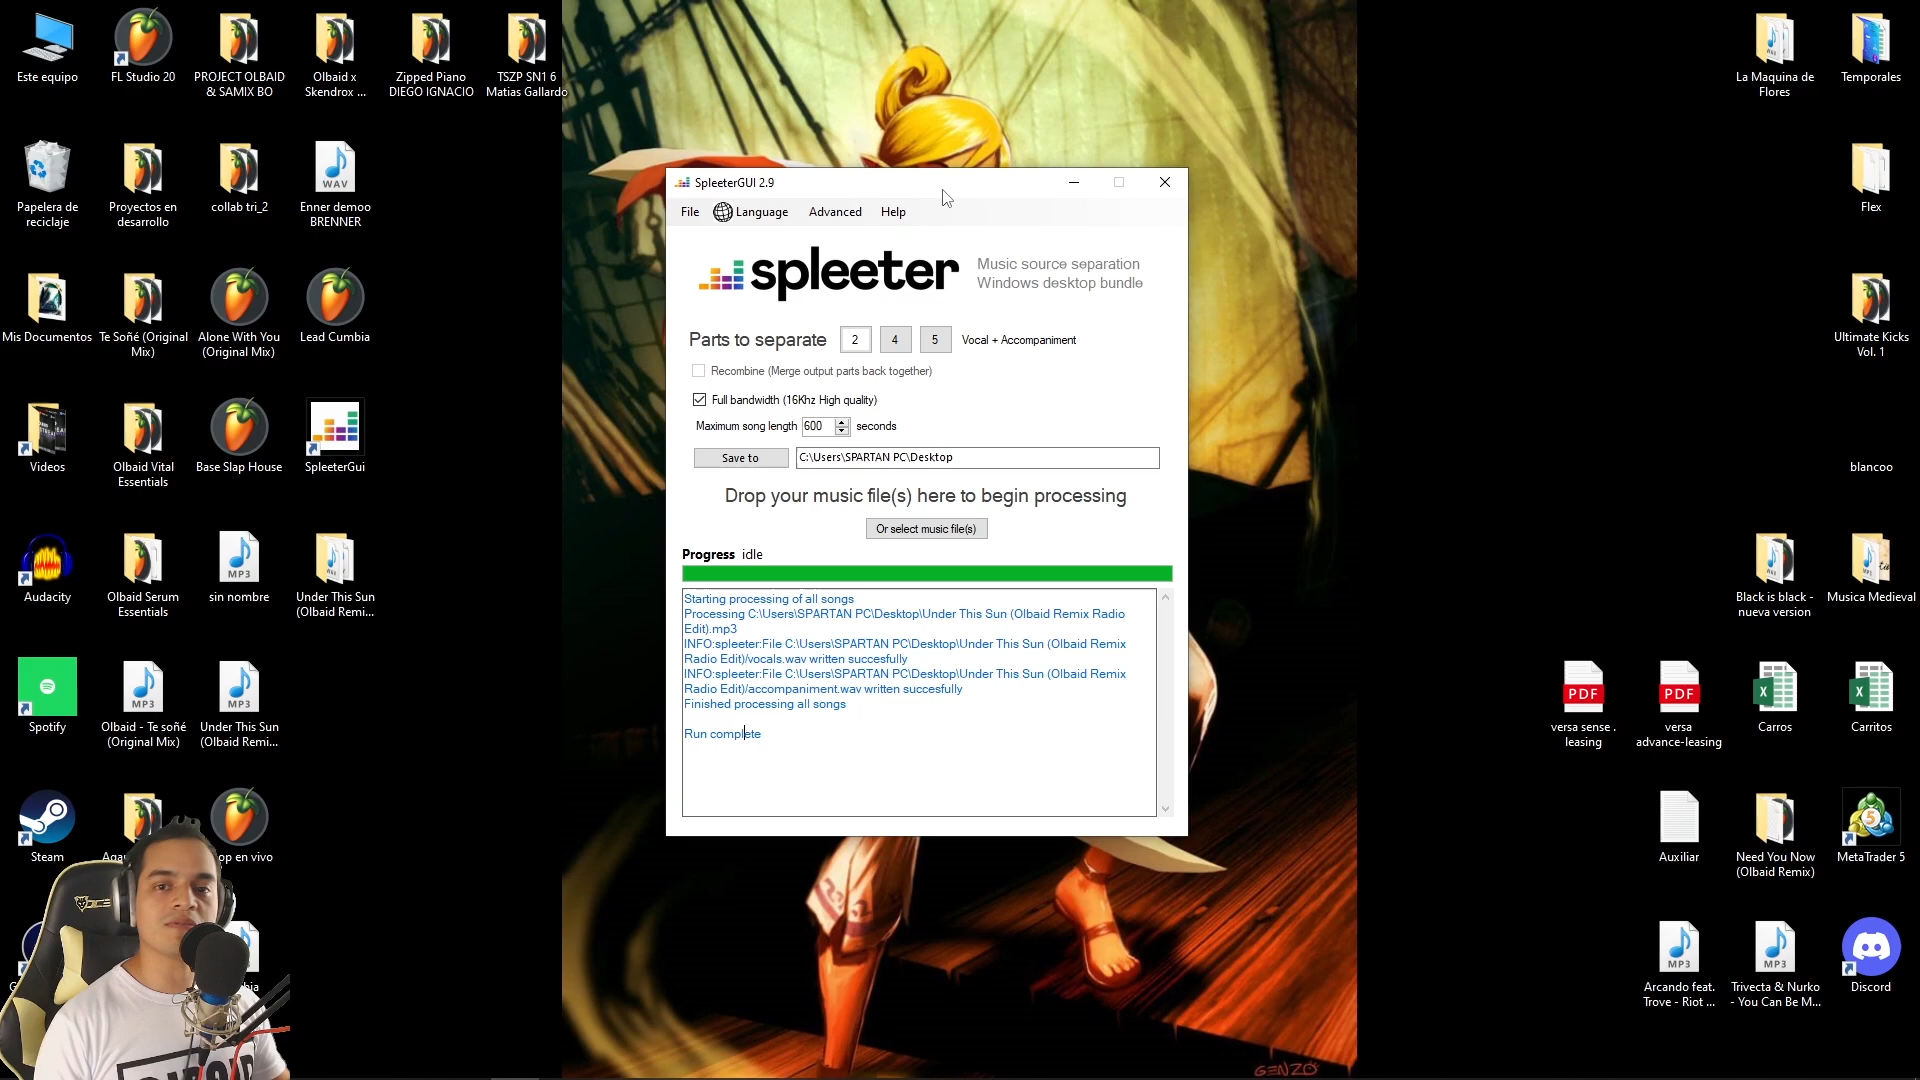 Este equipo
FL Studio 20
PROJECT OLBAID
& SAMIX BO
Olbaid x
Skendrox ...
Zipped Piano
DIEGO IGNACIO
TSZP SN1 6
Matias Gallardo
La Maquina de
Flores
Temporales
Papelera de
reciclaje
Proyectos en
desarrollo
collab tri_2
WAV
Enner demoo
BRENNER
Flex
Mis Documentos
Te Soñé (Original
Mix)
Alone With You
(Original Mix)
Lead Cumbia
Ultimate Kicks
Vol. 1
Videos
Olbaid Vital
Essentials
Base Slap House
SpleeterGui
blancoo
Audacity
Olbaid Serum
Essentials
MP3
sin nombre
Under This Sun
(Olbaid Remi...
Black is black -
nueva version
Musica Medieval
Spotify
MP3
Olbaid - Te soñé
(Original Mix)
MP3
Under This Sun
(Olbaid Remi...
PDF
versa sense .
leasing
PDF
versa
advance-leasing
Carros
Carritos
Steam
op en vivo
Auxiliar
Need You Now
(Olbaid Remix)
5
MetaTrader 5
MP3
Arcando feat.
Trove - Riot ...
MP3
Trivecta & Nurko
- You Can Be M...
Discord
SpleeterGUI 2.9
File Language Advanced Help
spleeter
Music source separation
Windows desktop bundle
Parts to separate 2 4 5 Vocal + Accompaniment
Recombine (Merge output parts back together)
Full bandwidth (16Khz High quality)
Maximum song length 600 seconds
Save to C:\Users\SPARTAN PC\Desktop
Drop your music file(s) here to begin processing
Or select music file(s)
Progress idle
Starting processing of all songs
Processing C:\Users\SPARTAN PC\Desktop\Under This Sun (Olbaid Remix Radio
Edit).mp3
INFO:spleeter:File C:\Users\SPARTAN PC\Desktop\Under This Sun (Olbaid Remix
Radio Edit)/vocals.wav written succesfully
INFO:spleeter:File C:\Users\SPARTAN PC\Desktop\Under This Sun (Olbaid Remix
Radio Edit)/accompaniment.wav written succesfully
Finished processing all songs
Run complete
GENZO